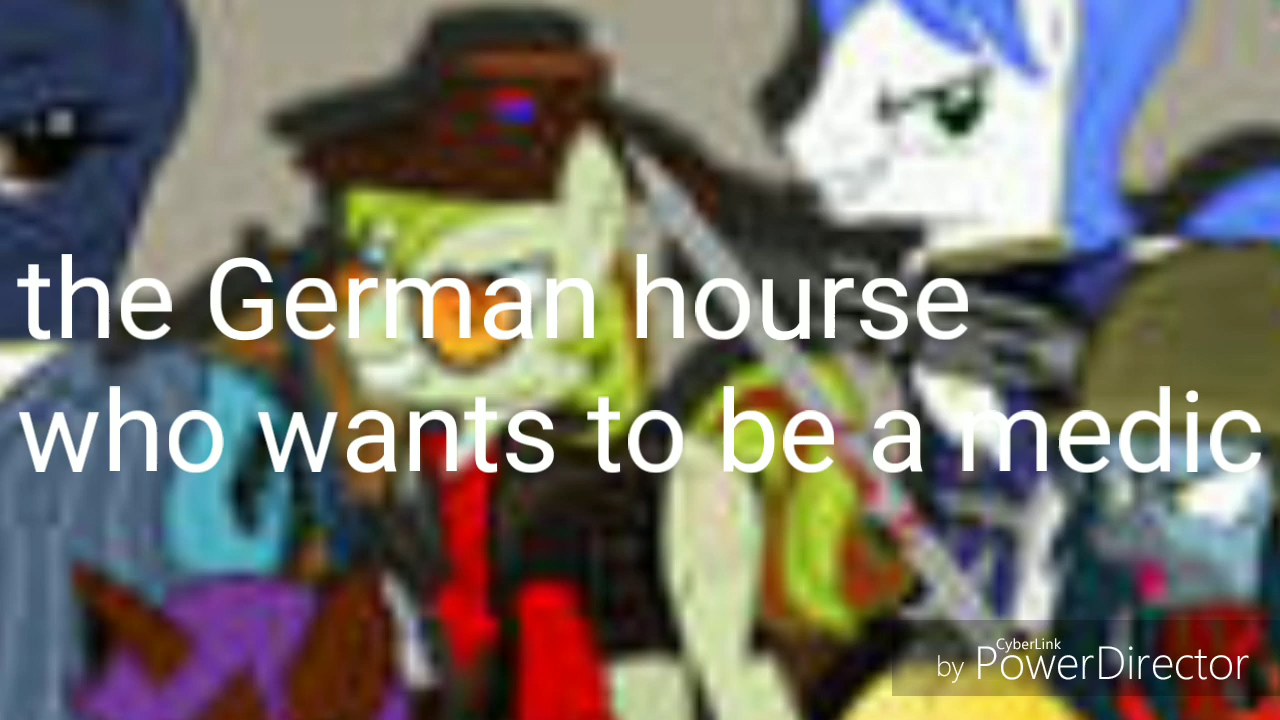 the German hourse
who wants to be a medic
CyberLink
by PowerDirector